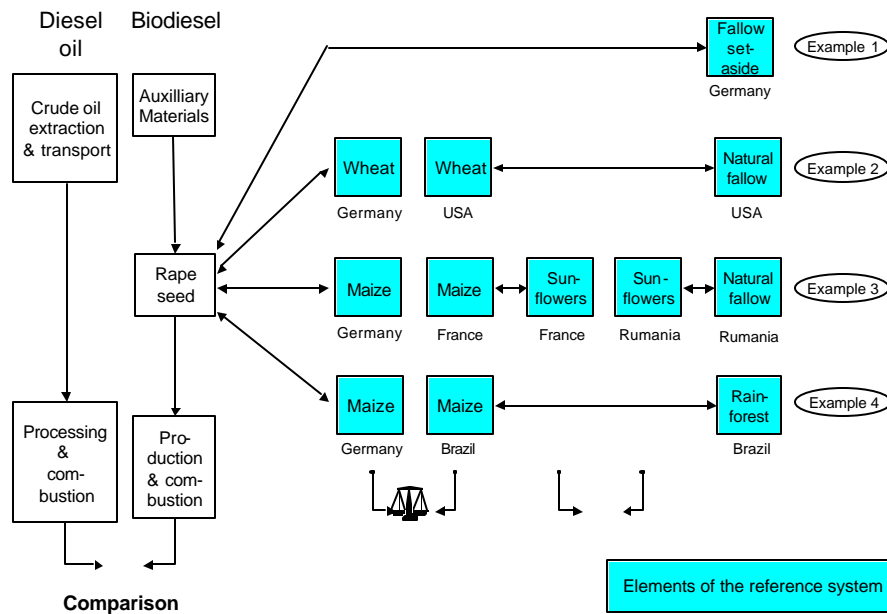 Diesel
oil
Biodiesel
Crude oil
extraction
& transport
Auxilliary
Materials
Fallow
set-
aside
Germany
Example 1
Wheat
Germany
Wheat
USA
Natural
fallow
USA
Example 2
Rape
seed
Maize
Germany
Maize
France
Sun-
flowers
France
Sun-
flowers
Rumania
Natural
fallow
Rumania
Example 3
Maize
Germany
Maize
Brazil
Rain-
forest
Brazil
Example 4
Processing
&
com-
bustion
Pro-
duction
& com-
bustion
Comparison
Elements of the reference system